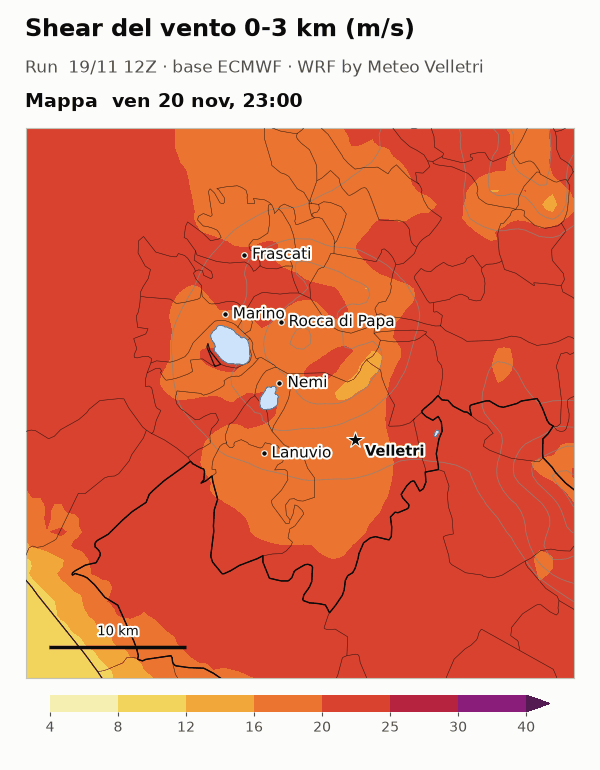 Shear del vento 0-3 km (m/s)
Run  19/11 12Z · base ECMWF · WRF by Meteo Velletri
Mappa  ven 20 nov, 23:00
Frascati
Marino
Rocca di Papa
Nemi
Velletri
Lanuvio
10 km
4 8 12 16 20 25 30 40